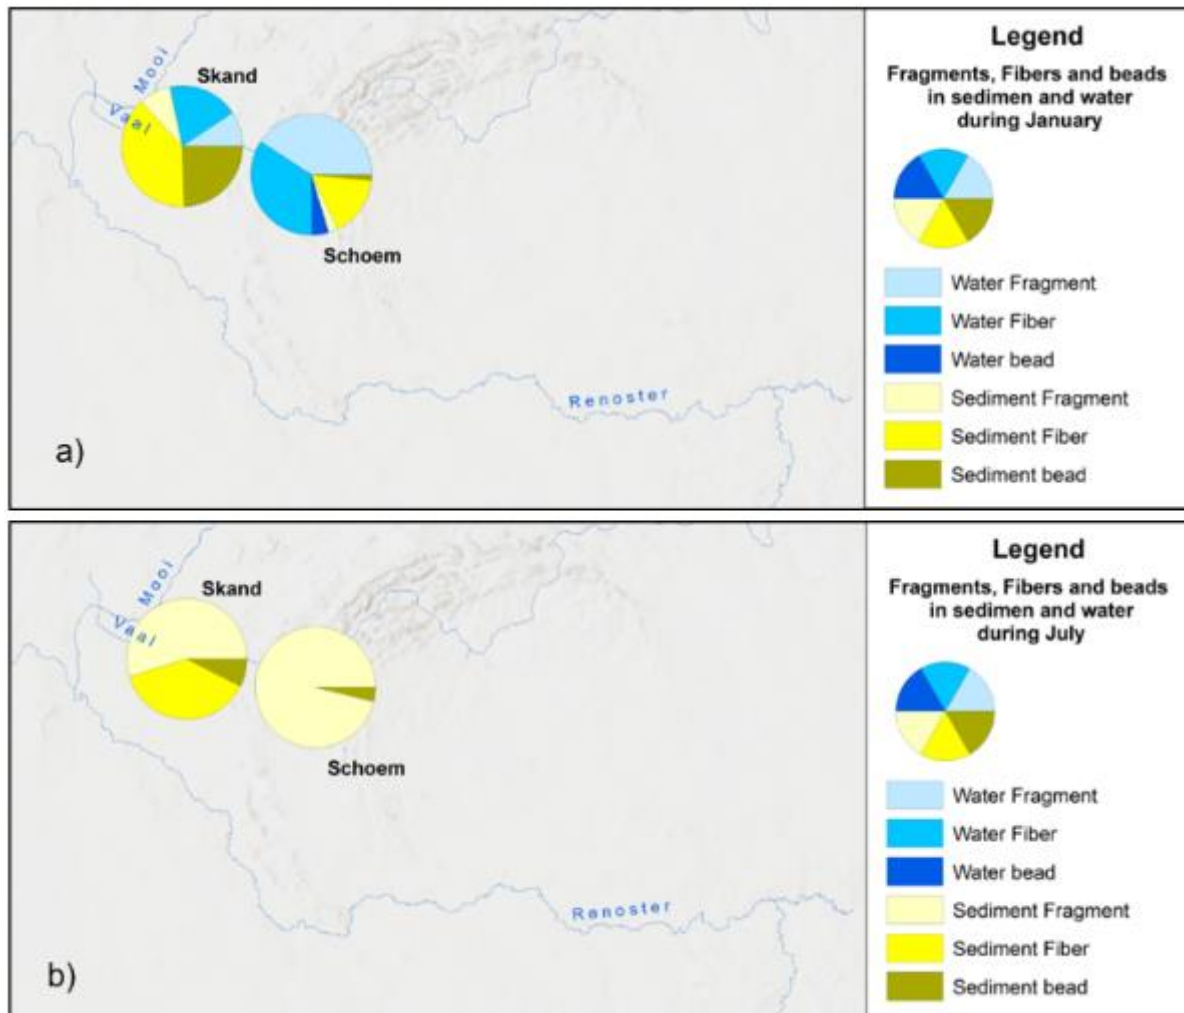 Skand
Mooi
Vaal
Schoem
Renoster
a)
Legend
Fragments, Fibers and beads
in sedimen and water
during January
Water Fragment
Water Fiber
Water bead
Sediment Fragment
Sediment Fiber
Sediment bead
Skand
Mooi
Vaal
Schoem
Renoster
b)
Legend
Fragments, Fibers and beads
in sedimen and water
during July
Water Fragment
Water Fiber
Water bead
Sediment Fragment
Sediment Fiber
Sediment bead